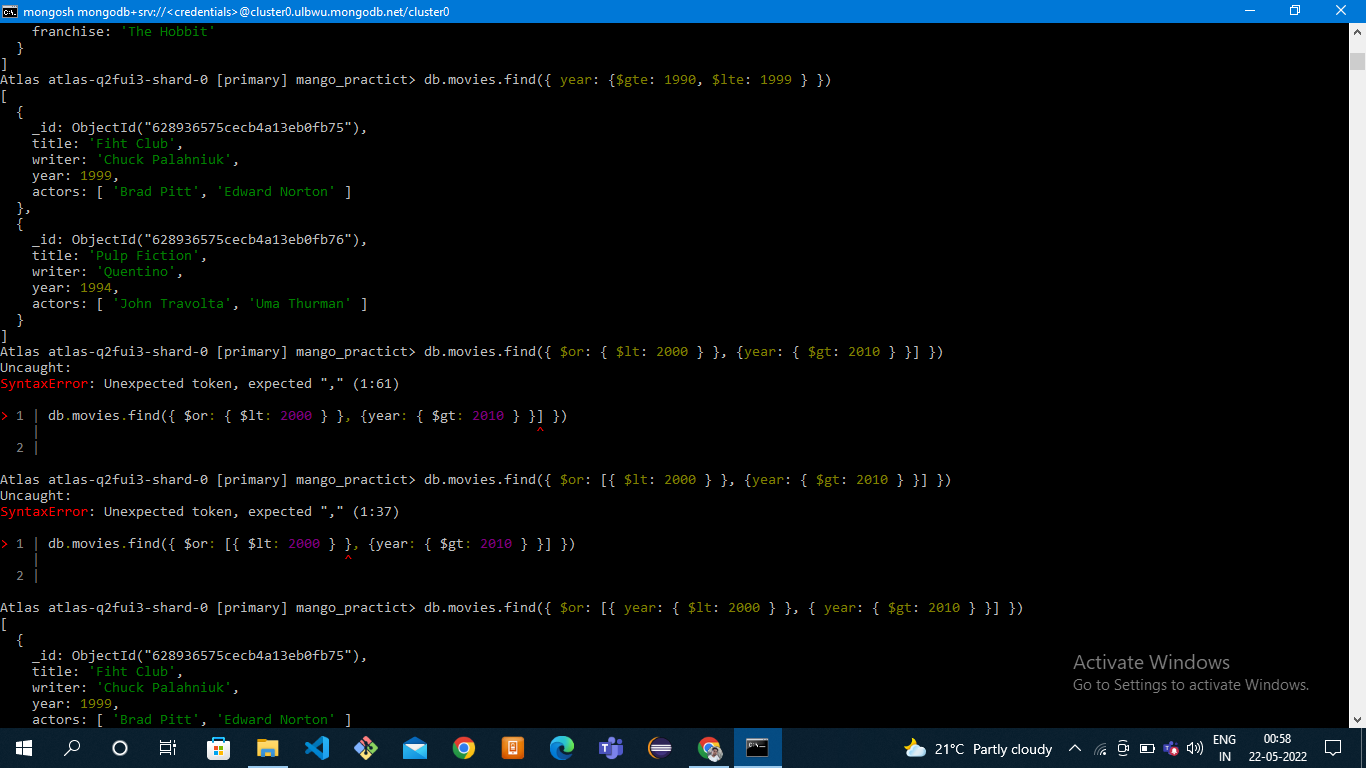 mongosh mongodb+srv://<credentials>@cluster0.ulbwu.mongodb.net/cluster0
franchise: 'The Hobbit'
}
]
Atlas atlas-q2fui3-shard-0 [primary] mango_practict> db.movies.find({ year: {$gte: 1990, $lte: 1999 } })
[
{
_id: ObjectId("628936575cecb4a13eb0fb75"),
title: 'Fiht Club',
writer: 'Chuck Palahniuk',
year: 1999,
actors: [ 'Brad Pitt', 'Edward Norton' ]
},
{
_id: ObjectId("628936575cecb4a13eb0fb76"),
title: 'Pulp Fiction',
writer: 'Quentino',
year: 1994,
actors: [ 'John Travolta', 'Uma Thurman' ]
}
]
Atlas atlas-q2fui3-shard-0 [primary] mango_practict> db.movies.find({ $or: { $lt: 2000 } }, {year: { $gt: 2010 } }] })
Uncaught:
SyntaxError: Unexpected token, expected "," (1:61)
> 1 | db.movies.find({ $or: { $lt: 2000 } }, {year: { $gt: 2010 } }] })
| ^
2 |
Atlas atlas-q2fui3-shard-0 [primary] mango_practict> db.movies.find({ $or: [{ $lt: 2000 } }, {year: { $gt: 2010 } }] })
Uncaught:
SyntaxError: Unexpected token, expected "," (1:37)
> 1 | db.movies.find({ $or: [{ $lt: 2000 } }, {year: { $gt: 2010 } }] })
| ^
2 |
Atlas atlas-q2fui3-shard-0 [primary] mango_practict> db.movies.find({ $or: [{ year: { $lt: 2000 } }, { year: { $gt: 2010 } }] })
[
{
_id: ObjectId("628936575cecb4a13eb0fb75"),
title: 'Fiht Club',
writer: 'Chuck Palahniuk',
year: 1999,
actors: [ 'Brad Pitt', 'Edward Norton' ]
Activate Windows
Go to Settings to activate Windows.
21°C Partly cloudy
ENG
IN
00:58
22-05-2022